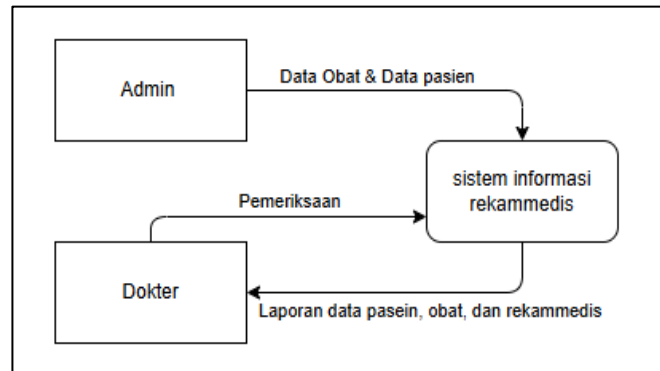 Admin
Data Obat & Data pasien
sistem informasi
rekammedis
Pemeriksaan
Dokter
Laporan data pasein, obat, dan rekammedis